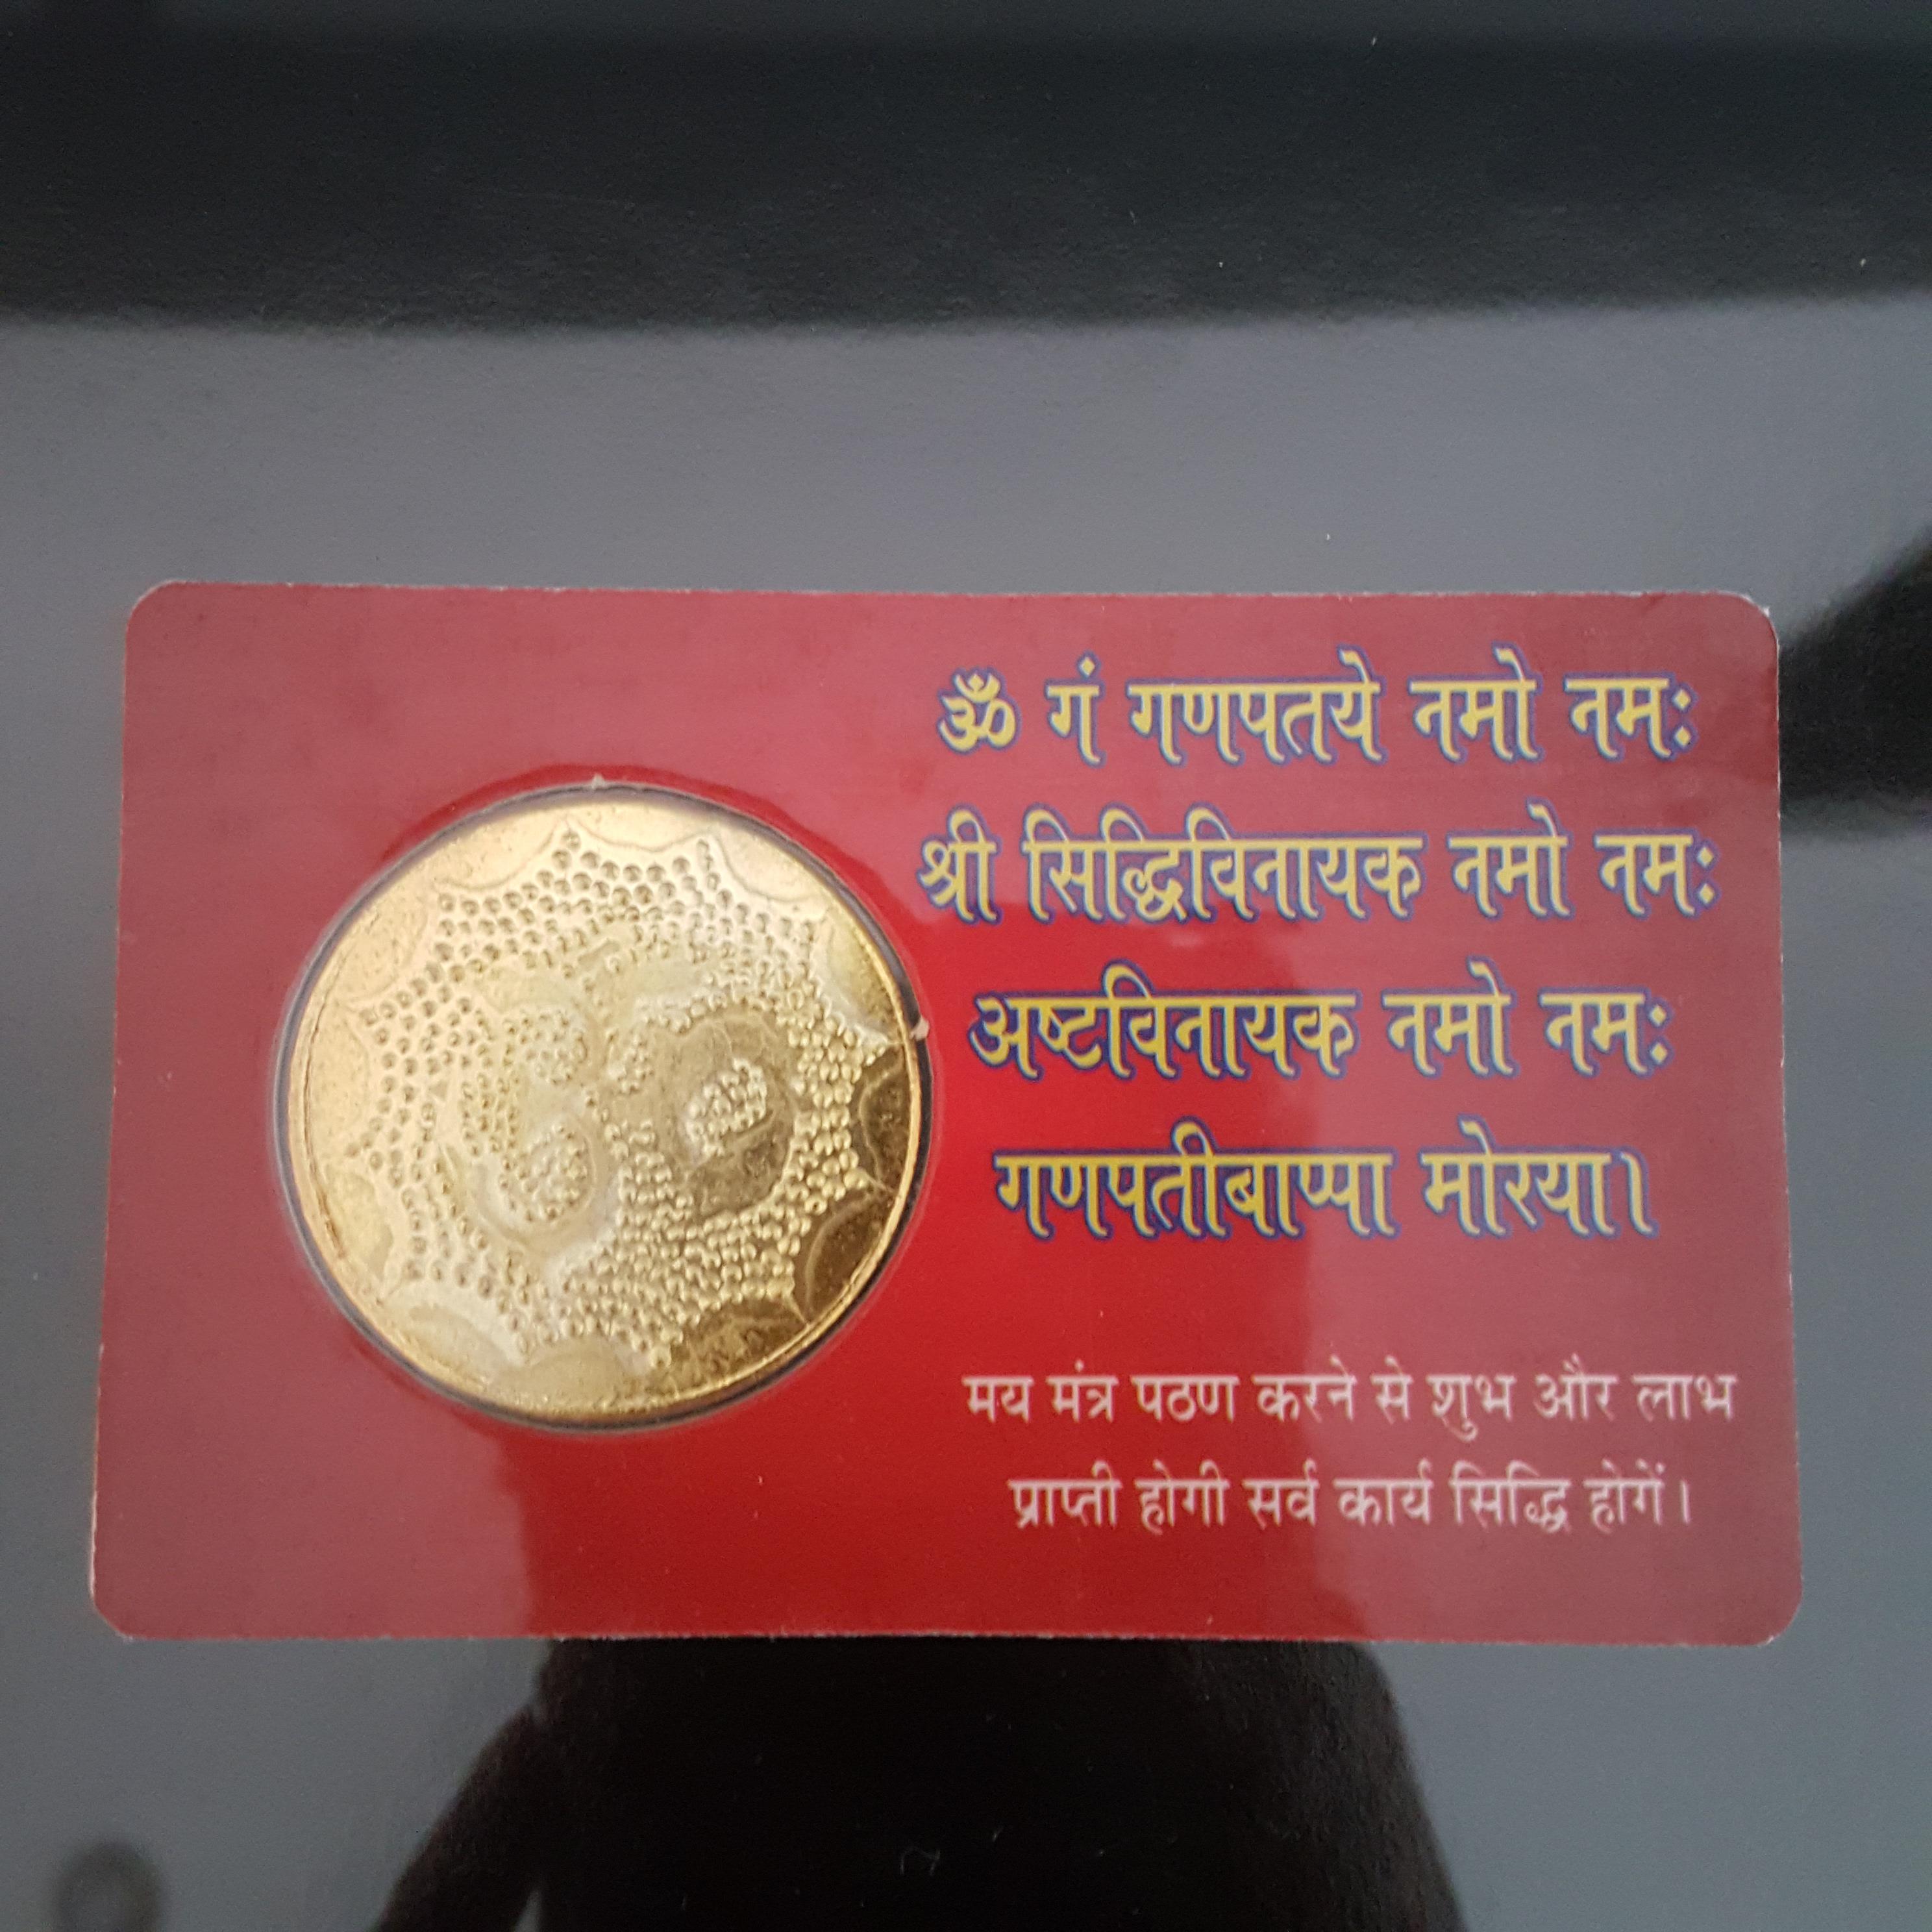 ॐ गं गणपतये नमो नमः
श्री सिद्धिविनायक नमो नमः
अष्टविनायक नमो नमः
गणपतीबाप्पा मोरया।
मय मंत्र पठण करने से शुभ और लाभ
प्राप्ती होगी सर्व कार्य सिद्धि होगें।